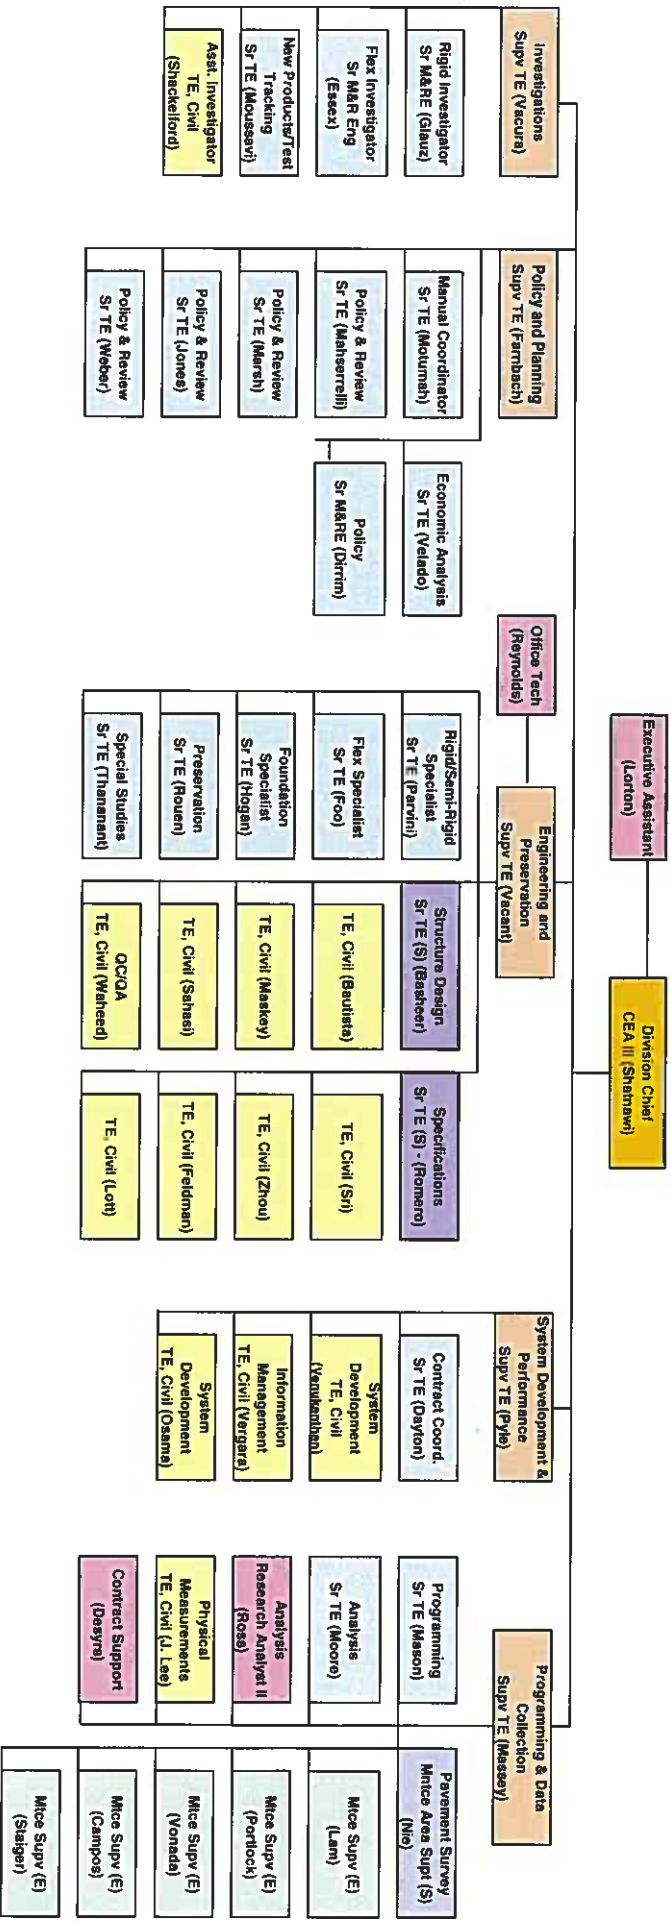 Division Chief
CEA III (Shatnawi)
Executive Assistant
(Lorton)
Investigations
Supv TE (Vacura)
Rigid Investigator
Sr M&RE (Glauz)
Flex Investigator
Sr M&R Eng
(Essex)
New Products/Test
Tracking
Sr TE (Moussavi)
Asst. Investigator
TE, Civil
(Shackelford)
Policy and Planning
Supv TE (Farnbach)
Manual Coordinator
Sr TE (Motumah)
Policy & Review
Sr TE (Mahserrelli)
Policy & Review
Sr TE (Marsh)
Policy & Review
Sr TE (Jones)
Policy & Review
Sr TE (Weber)
Economic Analysis
Sr TE (Velado)
Policy
Sr M&RE (Dirrim)
Office Tech
(Reynolds)
Engineering and
Preservation
Supv TE (Vacant)
Rigid/Semi-Rigid
Specialist
Sr TE (Parvini)
Flex Specialist
Sr TE (Foo)
Foundation
Specialist
Sr TE (Hogan)
Preservation
Sr TE (Rouen)
Special Studies
Sr TE (Thananant)
Structure Design
Sr TE (S) (Basheer)
TE, Civil (Bautista)
TE, Civil (Maskey)
TE, Civil (Sahasi)
QC/QA
TE, Civil (Waheed)
Specifications
Sr TE (S) - (Romero)
TE, Civil (Sri)
TE, Civil (Zhou)
TE, Civil (Feldman)
TE, Civil (Lott)
System Development &
Performance
Supv TE (Pyle)
Contract Coord.
Sr TE (Dayton)
System
Development
TE, Civil
(Venukanthan)
Information
Management
TE, Civil (Vergara)
System
Development
TE, Civil (Osama)
Programming & Data
Collection
Supv TE (Massey)
Programming
Sr TE (Mason)
Analysis
Sr TE (Moore)
Analysis
Research Analyst II
(Ross)
Physical
Measurements
TE, Civil (J. Lee)
Contract Support
(Desyre)
Pavement Survey
Mntce Area Supt (S)
(Nie)
Mtce Supv (E)
(Lam)
Mtce Supv (E)
(Portlock)
Mtce Supv (E)
(Vonada)
Mtce Supv (E)
(Campos)
Mtce Supv (E)
(Staiger)